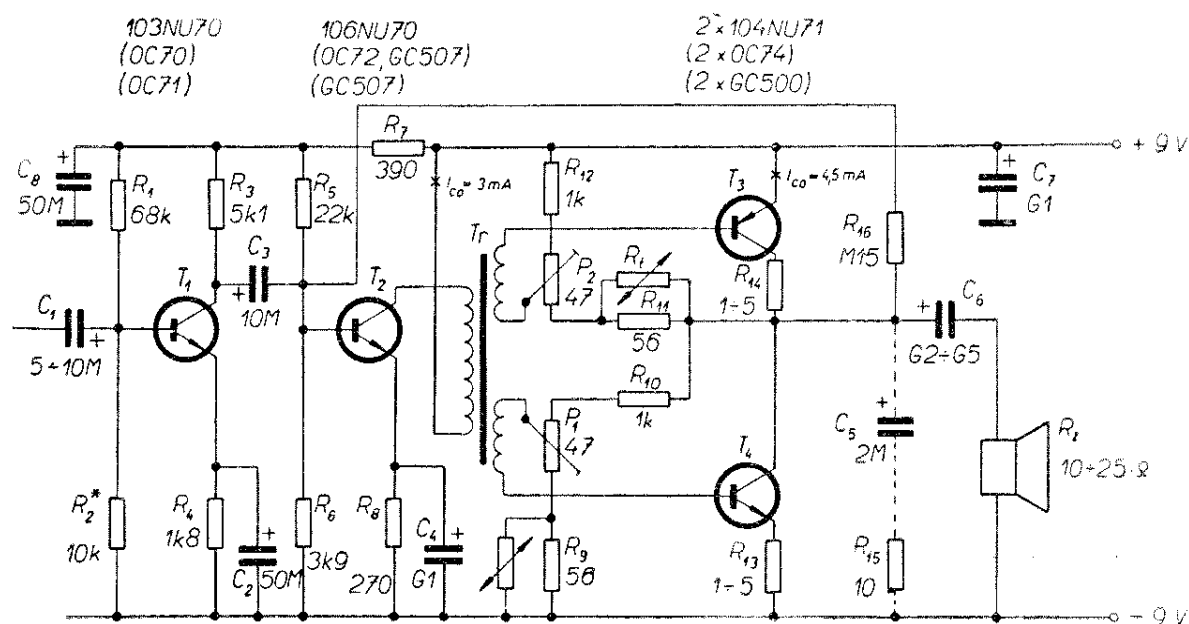 103NU70
(OC70)
(OC71)
106NU70
(OC72, GC507)
(GC507)
2×104NU71
(2×OC74)
(2×GC500)
+ 9 V
C8
+
50M
R1
68k
R3
5k1
R5
22k
R7
390
Ico = 3 mA
R12
1k
T3
Ico = 4,5 mA
+
C7
G1
Tr
R16
M15
C3
+
10M
T1
T2
P2
47
Rt
R11
56
R14
1÷5
C1
+
5÷10M
C6
+
G2÷G5
R10
1k
P1
47
T4
+
C5
2M
10÷25 Ω
R2*
10k
R4
1k8
+
C2
50M
R6
3k9
R8
270
+
C4
G1
R9
56
R13
1÷5
R15
10
− 9 V